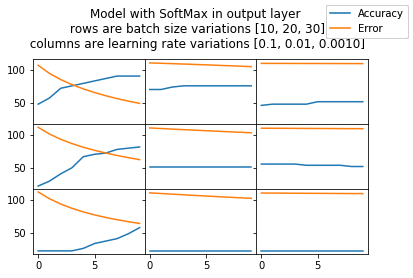 Model with SoftMax in output layer
rows are batch size variations [10, 20, 30]
columns are learning rate variations [0.1, 0.01, 0.0010]
Accuracy
Error
100
50
100
50
100
50
0 5 0 5 0 5